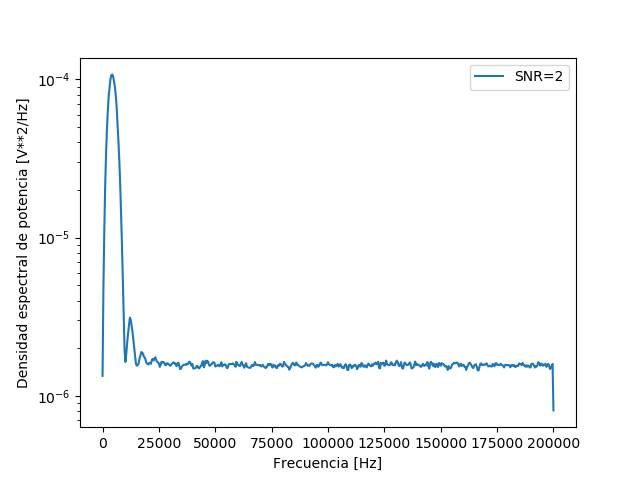 SNR=2
Densidad espectral de potencia [V**2/Hz]
10⁻⁴
10⁻⁵
10⁻⁶
0 25000 50000 75000 100000 125000 150000 175000 200000
Frecuencia [Hz]